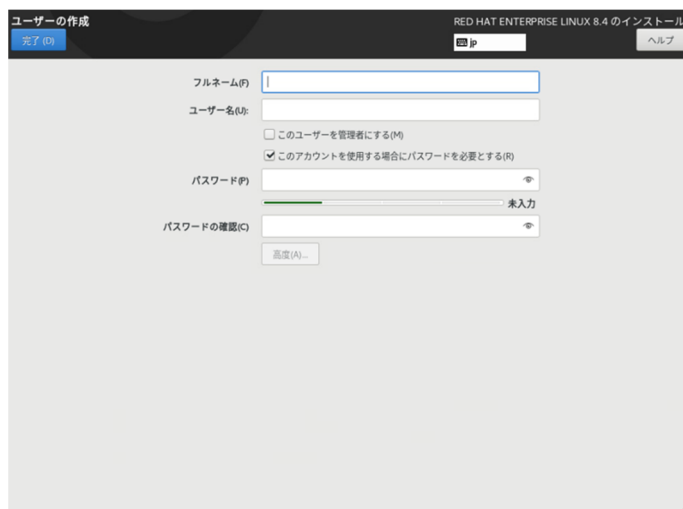 ユーザーの作成
RED HAT ENTERPRISE LINUX 8.4 のインストール
完了 (D)
jp
ヘルプ
フルネーム(F)
ユーザー名(U):
このユーザーを管理者にする(M)
このアカウントを使用する場合にパスワードを必要とする(R)
パスワード(P)
未入力
パスワードの確認(C)
高度(A)...